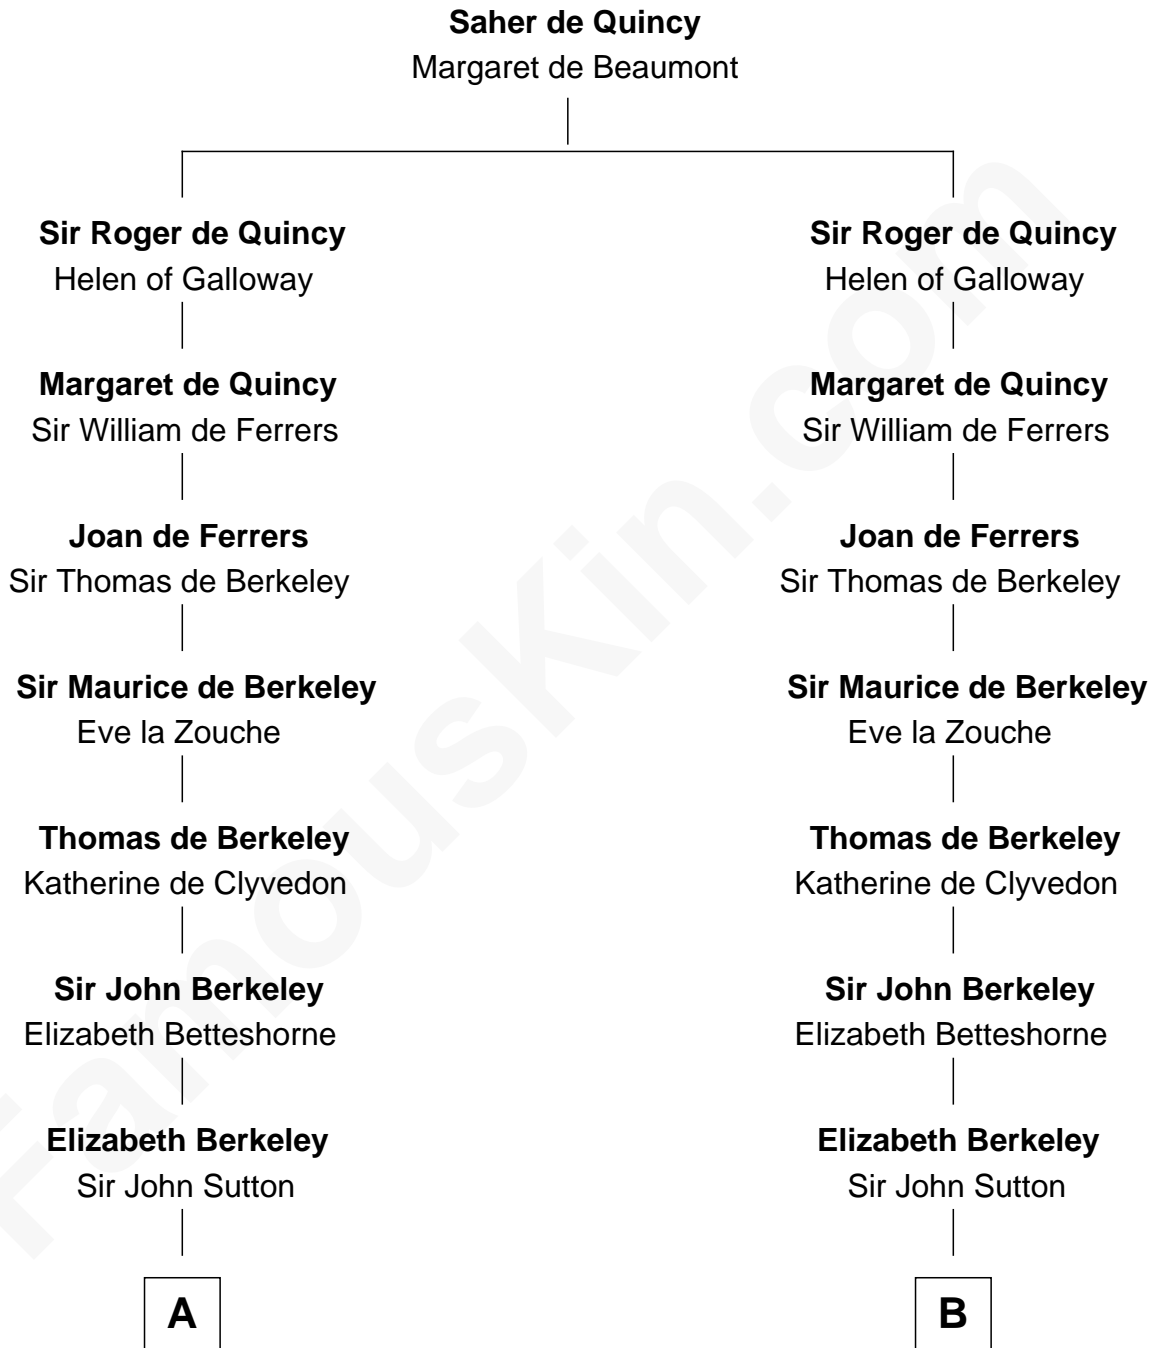 Saher de Quincy
Margaret de Beaumont
Sir Roger de Quincy
Helen of Galloway
Margaret de Quincy
Sir William de Ferrers
Joan de Ferrers
Sir Thomas de Berkeley
Sir Maurice de Berkeley
Eve la Zouche
Thomas de Berkeley
Katherine de Clyvedon
Sir John Berkeley
Elizabeth Betteshorne
Elizabeth Berkeley
Sir John Sutton
A
Sir Roger de Quincy
Helen of Galloway
Margaret de Quincy
Sir William de Ferrers
Joan de Ferrers
Sir Thomas de Berkeley
Sir Maurice de Berkeley
Eve la Zouche
Thomas de Berkeley
Katherine de Clyvedon
Sir John Berkeley
Elizabeth Betteshorne
Elizabeth Berkeley
Sir John Sutton
B
FamousKin.com